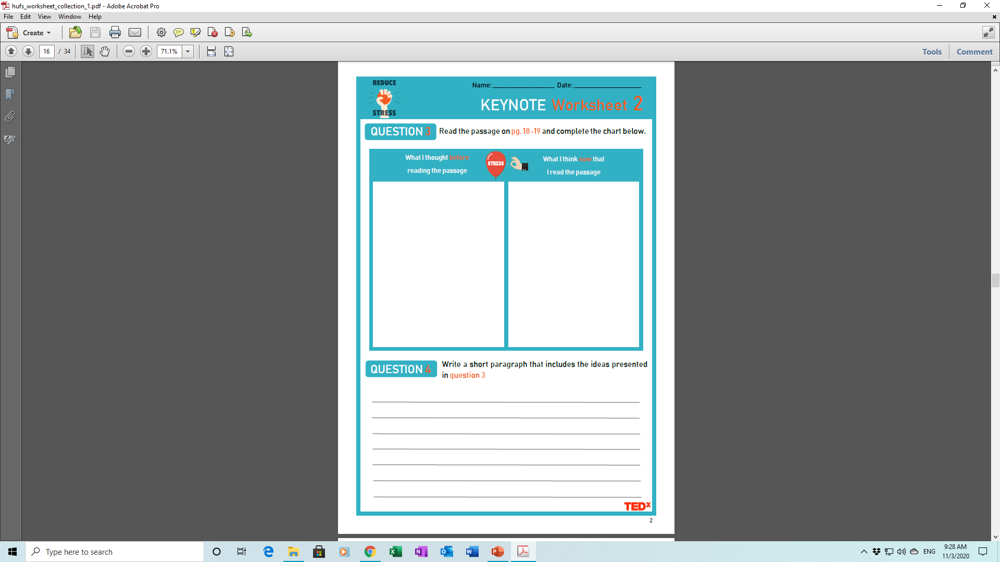 hufs_worksheet_collection_1.pdf - Adobe Acrobat Pro
File Edit View Window Help
Create
16 / 34 71.1% Tools Comment
REDUCE
STRESS
Name: Date:
KEYNOTE Worksheet 2
QUESTION 3 Read the passage on pg. 18-19 and complete the chart below.
What I thought before
reading the passage
STRESS
What I think now that
I read the passage
QUESTION 4 Write a short paragraph that includes the ideas presented
in question 3
TEDx
2
Type here to search
ENG
9:28 AM
11/3/2020